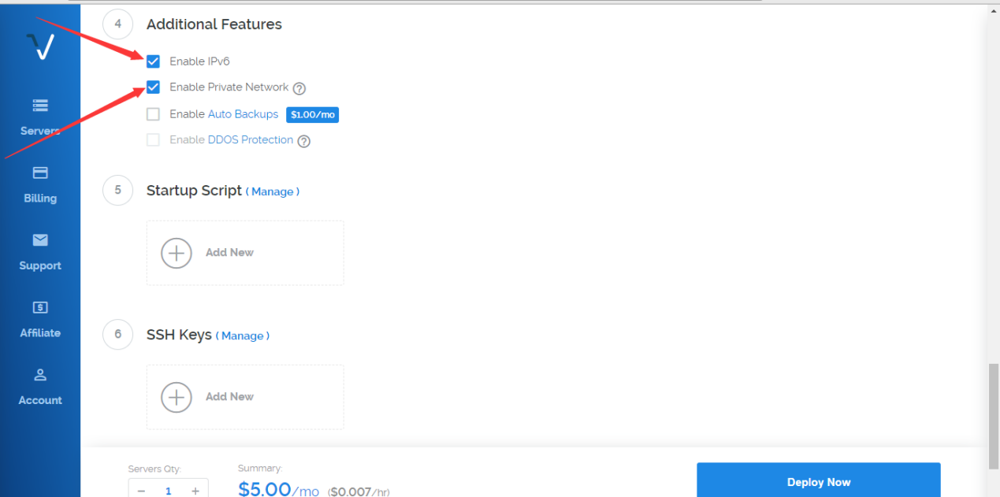 4 Additional Features
Enable IPv6
Enable Private Network ?
Enable Auto Backups $1.00/mo
Enable DDOS Protection ?
Servers
Billing
Support
Affiliate
Account
5 Startup Script ( Manage )
Add New
6 SSH Keys ( Manage )
Add New
Servers Qty:
− 1 +
Summary:
$5.00/mo ($0.007/hr)
Deploy Now